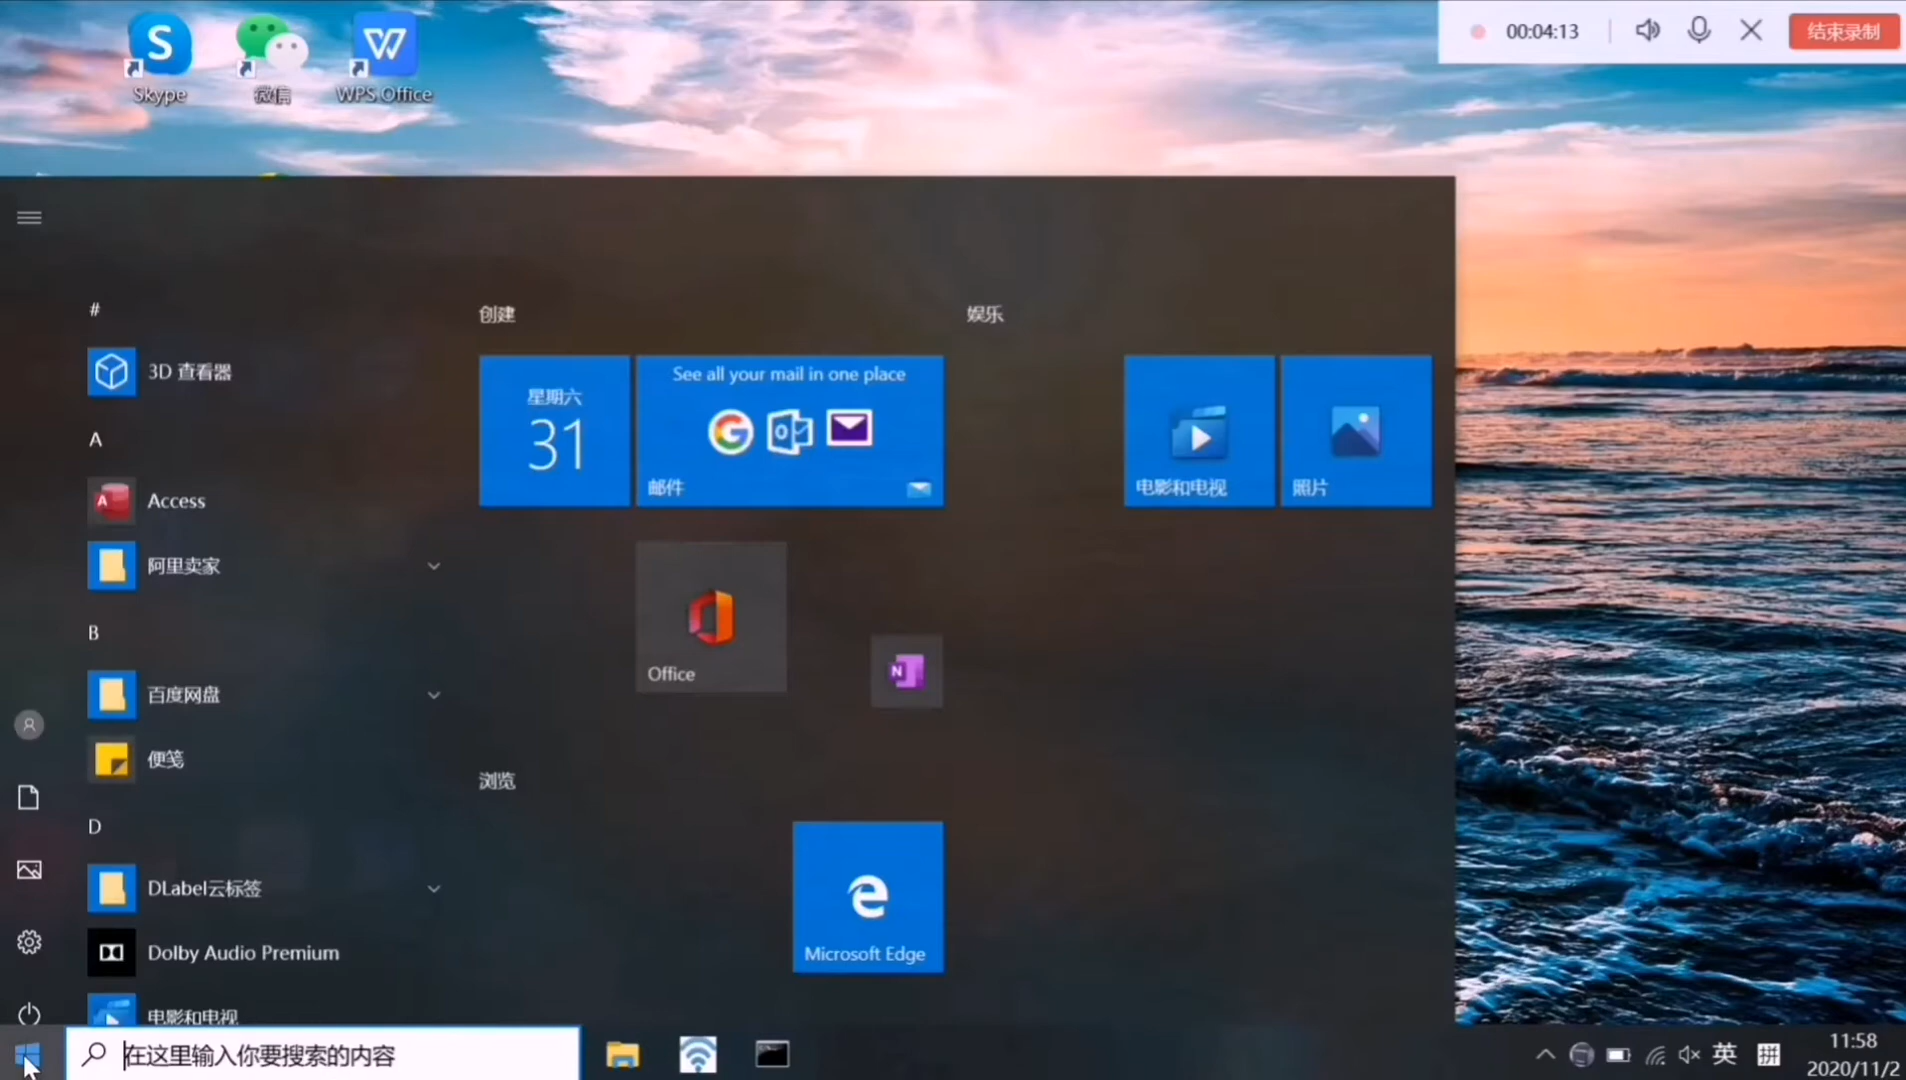 00:04:13
结束录制
Skype
微信
WPS Office
#
3D 查看器
A
Access
阿里卖家
B
百度网盘
便笺
D
DLabel云标签
Dolby Audio Premium
电影和电视
创建
星期六
31
See all your mail in one place
邮件
Office
浏览
Microsoft Edge
娱乐
电影和电视
照片
在这里输入你要搜索的内容
英
拼
11:58
2020/11/2